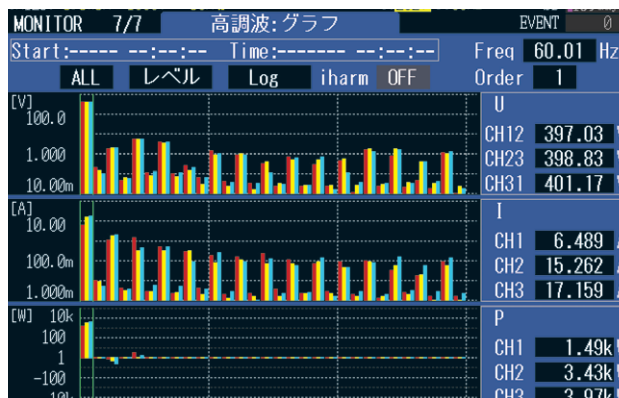 MONITOR 7/7 高調波:グラフ EVENT 0
Start:----- --:--:-- Time:------- --:--:-- Freq 60.01 Hz
ALL レベル Log iharm OFF Order 1
[V] U
100.0
CH12 397.03
1.000 CH23 398.83
10.00m CH31 401.17
[A] I
10.00
CH1 6.489
100.0m CH2 15.262
1.000m CH3 17.159
[W] 10k P
100
CH1 1.49k
1
-100 CH2 3.43k
CH3 3.97k